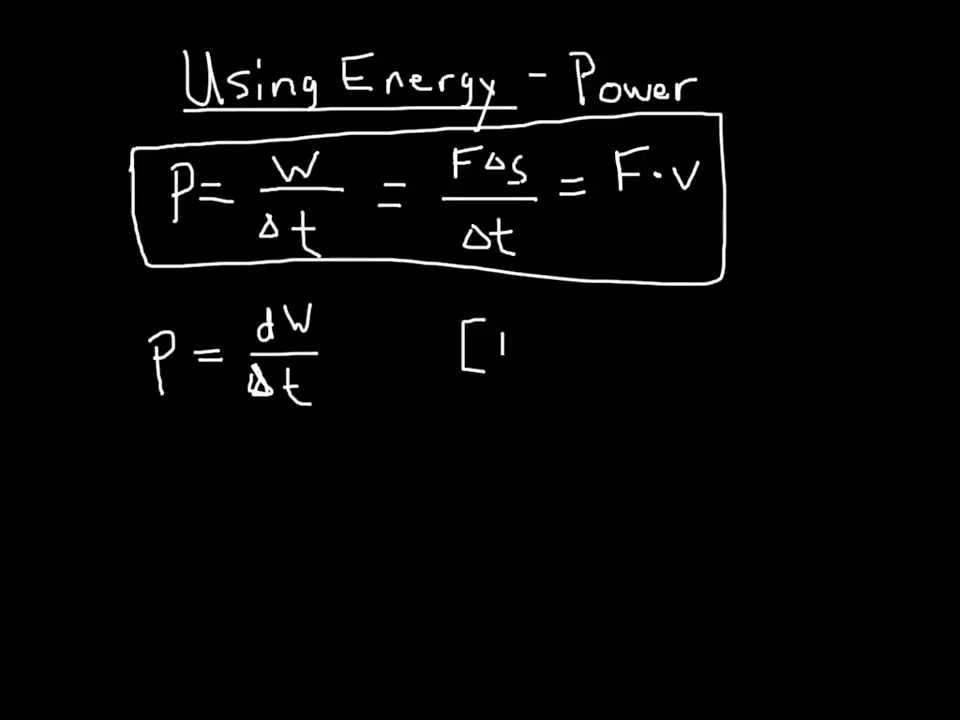 Using Energy - Power
P = W / Δt = FΔs / Δt = F·v
P = dW / Δt [